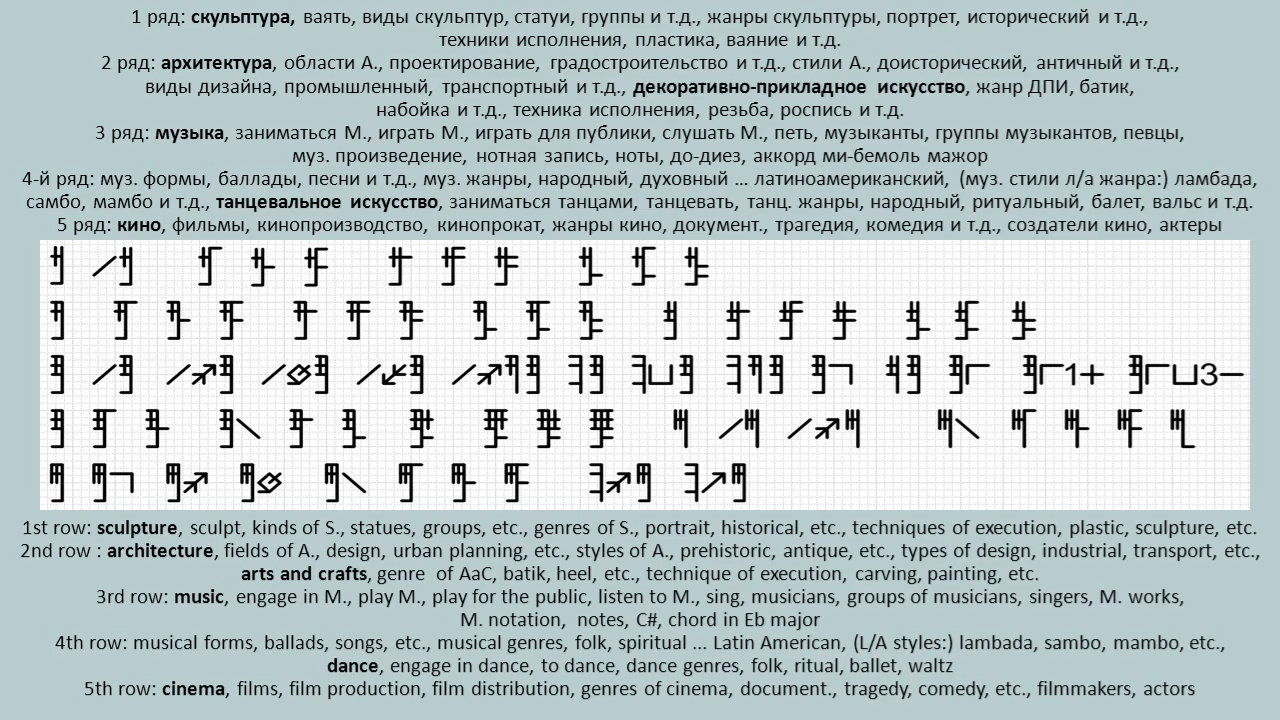 1 ряд: скульптура, ваять, виды скульптур, статуи, группы и т.д., жанры скульптуры, портрет, исторический и т.д.,
техники исполнения, пластика, ваяние и т.д.
2 ряд: архитектура, области А., проектирование, градостроительство и т.д., стили А., доисторический, античный и т.д.,
виды дизайна, промышленный, транспортный и т.д., декоративно-прикладное искусство, жанр ДПИ, батик,
набойка и т.д., техника исполнения, резьба, роспись и т.д.
3 ряд: музыка, заниматься М., играть М., играть для публики, слушать М., петь, музыканты, группы музыкантов, певцы,
муз. произведение, нотная запись, ноты, до-диез, аккорд ми-бемоль мажор
4-й ряд: муз. формы, баллады, песни и т.д., муз. жанры, народный, духовный ... латиноамериканский, (муз. стили л/а жанра:) ламбада,
самбо, мамбо и т.д., танцевальное искусство, заниматься танцами, танцевать, танц. жанры, народный, ритуальный, балет, вальс и т.д.
5 ряд: кино, фильмы, кинопроизводство, кинопрокат, жанры кино, документ., трагедия, комедия и т.д., создатели кино, актеры
1+ 3−
1st row: sculpture, sculpt, kinds of S., statues, groups, etc., genres of S., portrait, historical, etc., techniques of execution, plastic, sculpture, etc.
2nd row : architecture, fields of A., design, urban planning, etc., styles of A., prehistoric, antique, etc., types of design, industrial, transport, etc.,
arts and crafts, genre of AaC, batik, heel, etc., technique of execution, carving, painting, etc.
3rd row: music, engage in M., play M., play for the public, listen to M., sing, musicians, groups of musicians, singers, M. works,
M. notation, notes, C#, chord in Eb major
4th row: musical forms, ballads, songs, etc., musical genres, folk, spiritual ... Latin American, (L/A styles:) lambada, sambo, mambo, etc.,
dance, engage in dance, to dance, dance genres, folk, ritual, ballet, waltz
5th row: cinema, films, film production, film distribution, genres of cinema, document., tragedy, comedy, etc., filmmakers, actors